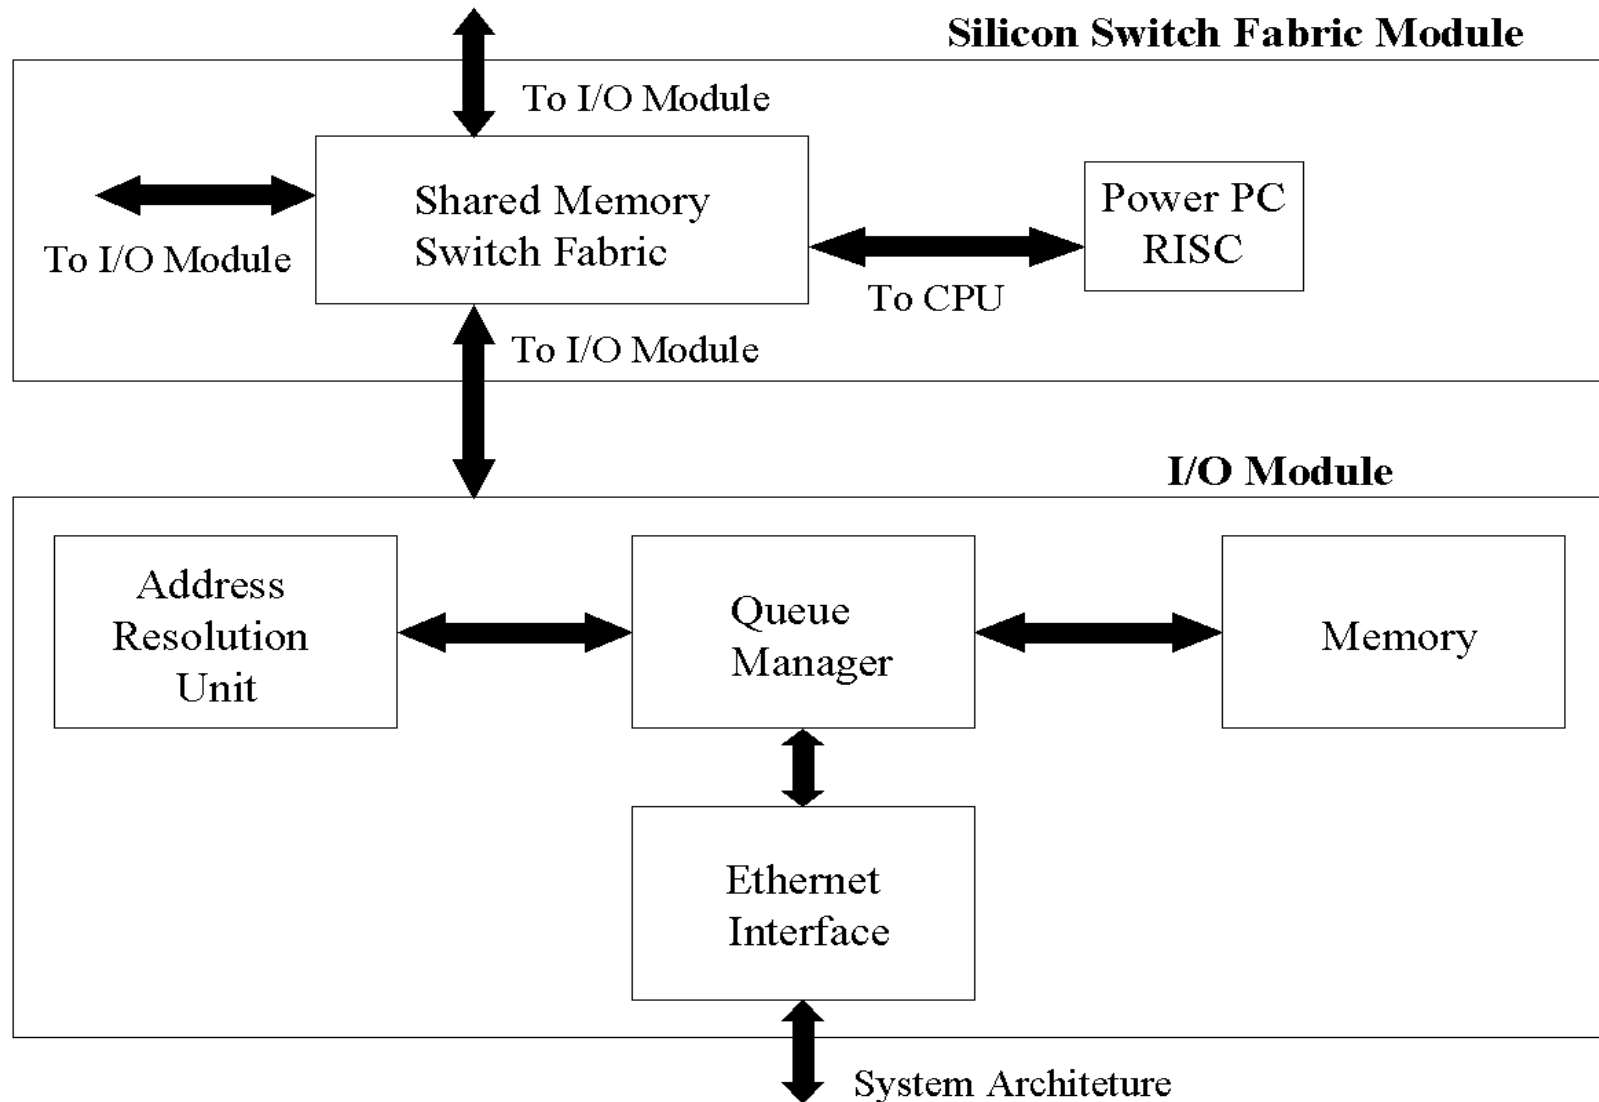 Silicon Switch Fabric Module
To I/O Module
Shared Memory
Switch Fabric
Power PC
RISC
To I/O Module
To CPU
To I/O Module
I/O Module
Address
Resolution
Unit
Queue
Manager
Memory
Ethernet
Interface
System Architeture